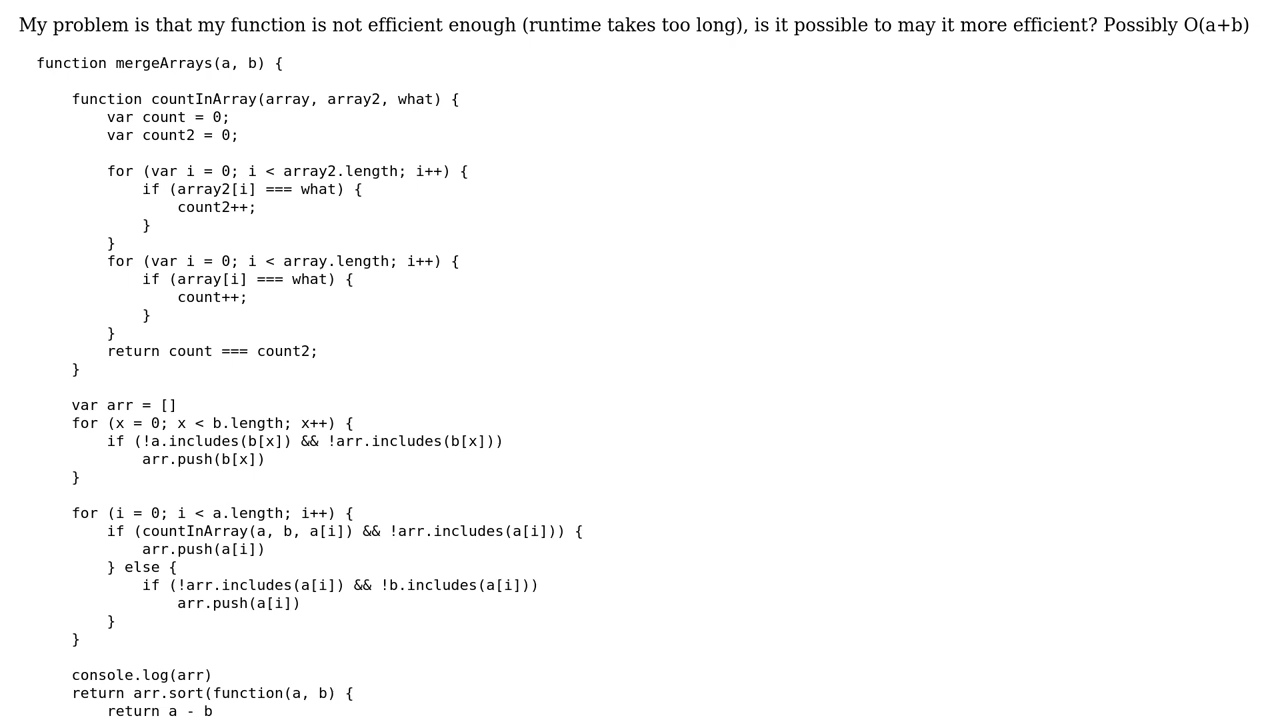 My problem is that my function is not efficient enough (runtime takes too long), is it possible to may it more efficient? Possibly O(a+b)
function mergeArrays(a, b) {
function countInArray(array, array2, what) {
var count = 0;
var count2 = 0;
for (var i = 0; i < array2.length; i++) {
if (array2[i] === what) {
count2++;
}
}
for (var i = 0; i < array.length; i++) {
if (array[i] === what) {
count++;
}
}
return count === count2;
}
var arr = []
for (x = 0; x < b.length; x++) {
if (!a.includes(b[x]) && !arr.includes(b[x]))
arr.push(b[x])
}
for (i = 0; i < a.length; i++) {
if (countInArray(a, b, a[i]) && !arr.includes(a[i])) {
arr.push(a[i])
} else {
if (!arr.includes(a[i]) && !b.includes(a[i]))
arr.push(a[i])
}
}
console.log(arr)
return arr.sort(function(a, b) {
return a - b